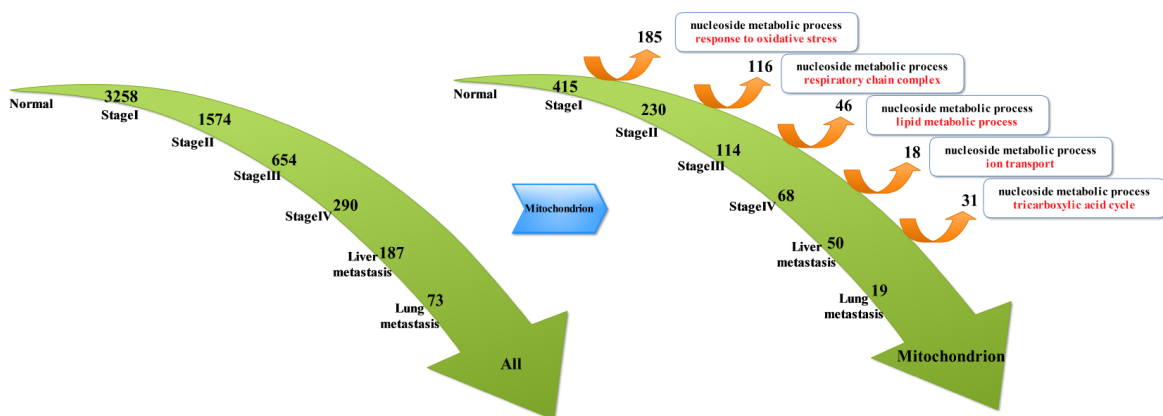 Normal
3258
StageI
1574
StageII
654
StageIII
290
StageIV
187
Liver
metastasis
73
Lung
metastasis
All
Mitochondrion
Normal
415
StageI
230
StageII
114
StageIII
68
StageIV
50
Liver
metastasis
19
Lung
metastasis
Mitochondrion
185
nucleoside metabolic process
response to oxidative stress
116
nucleoside metabolic process
respiratory chain complex
46
nucleoside metabolic process
lipid metabolic process
18
nucleoside metabolic process
ion transport
31
nucleoside metabolic process
tricarboxylic acid cycle